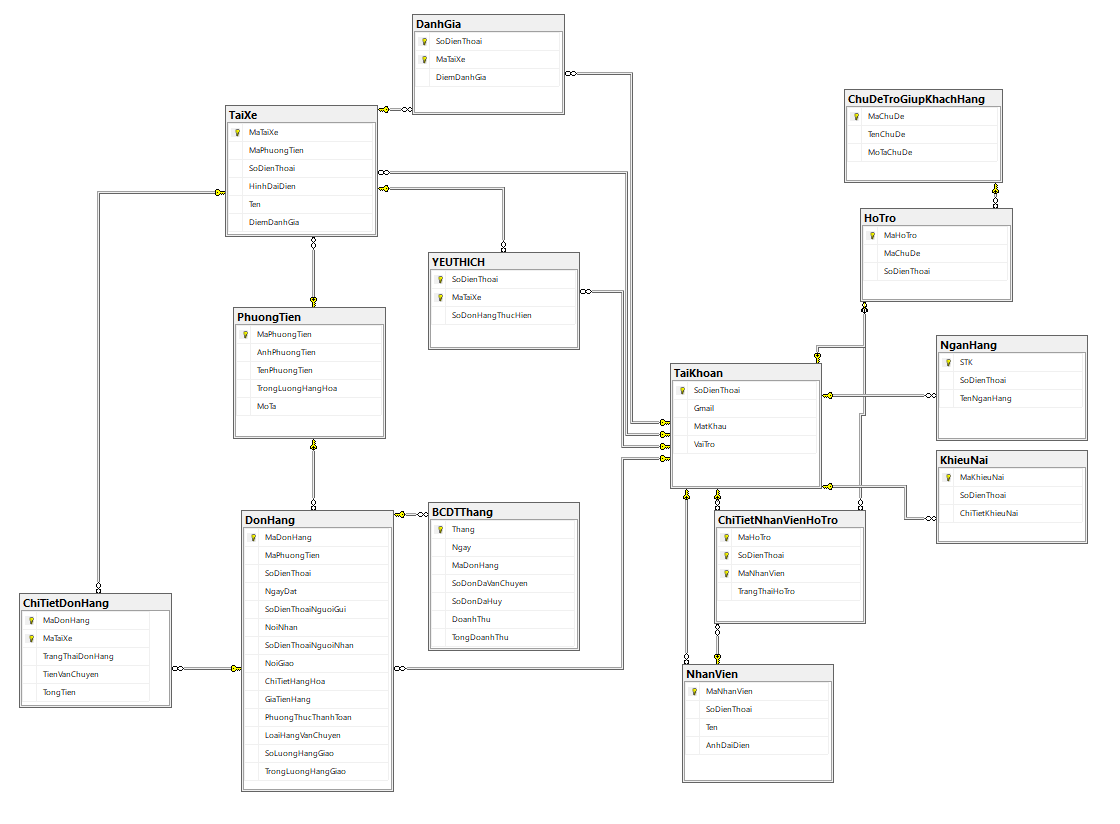 DanhGia
SoDienThoai
MaTaiXe
DiemDanhGia
TaiXe
MaTaiXe
MaPhuongTien
SoDienThoai
HinhDaiDien
Ten
DiemDanhGia
ChuDeTroGiupKhachHang
MaChuDe
TenChuDe
MoTaChuDe
HoTro
MaHoTro
MaChuDe
SoDienThoai
YEUTHICH
SoDienThoai
MaTaiXe
SoDonHangThucHien
PhuongTien
MaPhuongTien
AnhPhuongTien
TenPhuongTien
TrongLuongHangHoa
MoTa
TaiKhoan
SoDienThoai
Gmail
MatKhau
VaiTro
NganHang
STK
SoDienThoai
TenNganHang
KhieuNai
MaKhieuNai
SoDienThoai
ChiTietKhieuNai
DonHang
MaDonHang
MaPhuongTien
SoDienThoai
NgayDat
SoDienThoaiNguoiGui
NoiNhan
SoDienThoaiNguoiNhan
NoiGiao
ChiTietHangHoa
GiaTienHang
PhuongThucThanhToan
LoaiHangVanChuyen
SoLuongHangGiao
TrongLuongHangGiao
BCDTThang
Thang
Ngay
MaDonHang
SoDonDaVanChuyen
SoDonDaHuy
DoanhThu
TongDoanhThu
ChiTietNhanVienHoTro
MaHoTro
SoDienThoai
MaNhanVien
TrangThaiHoTro
ChiTietDonHang
MaDonHang
MaTaiXe
TrangThaiDonHang
TienVanChuyen
TongTien
NhanVien
MaNhanVien
SoDienThoai
Ten
AnhDaiDien